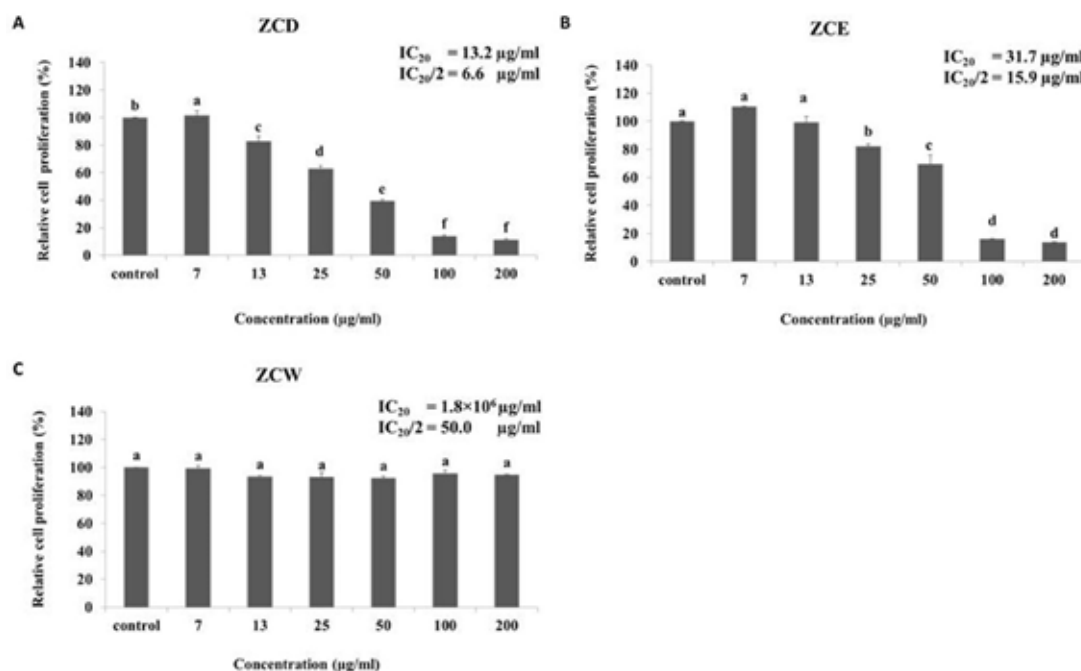 A
ZCD
IC20 = 13.2 µg/ml
IC20/2 = 6.6 µg/ml
Relative cell proliferation (%)
140
120
100
80
60
40
20
0
b
a
c
d
e
f
f
control 7 13 25 50 100 200
Concentration (µg/ml)
B
ZCE
IC20 = 31.7 µg/ml
IC20/2 = 15.9 µg/ml
Relative cell proliferation (%)
140
120
100
80
60
40
20
0
a
a
a
b
c
d
d
control 7 13 25 50 100 200
Concentration (µg/ml)
C
ZCW
IC20 = 1.8×10⁶ µg/ml
IC20/2 = 50.0 µg/ml
Relative cell proliferation (%)
140
120
100
80
60
40
20
0
a
a
a
a
a
a
a
control 7 13 25 50 100 200
Concentration (µg/ml)